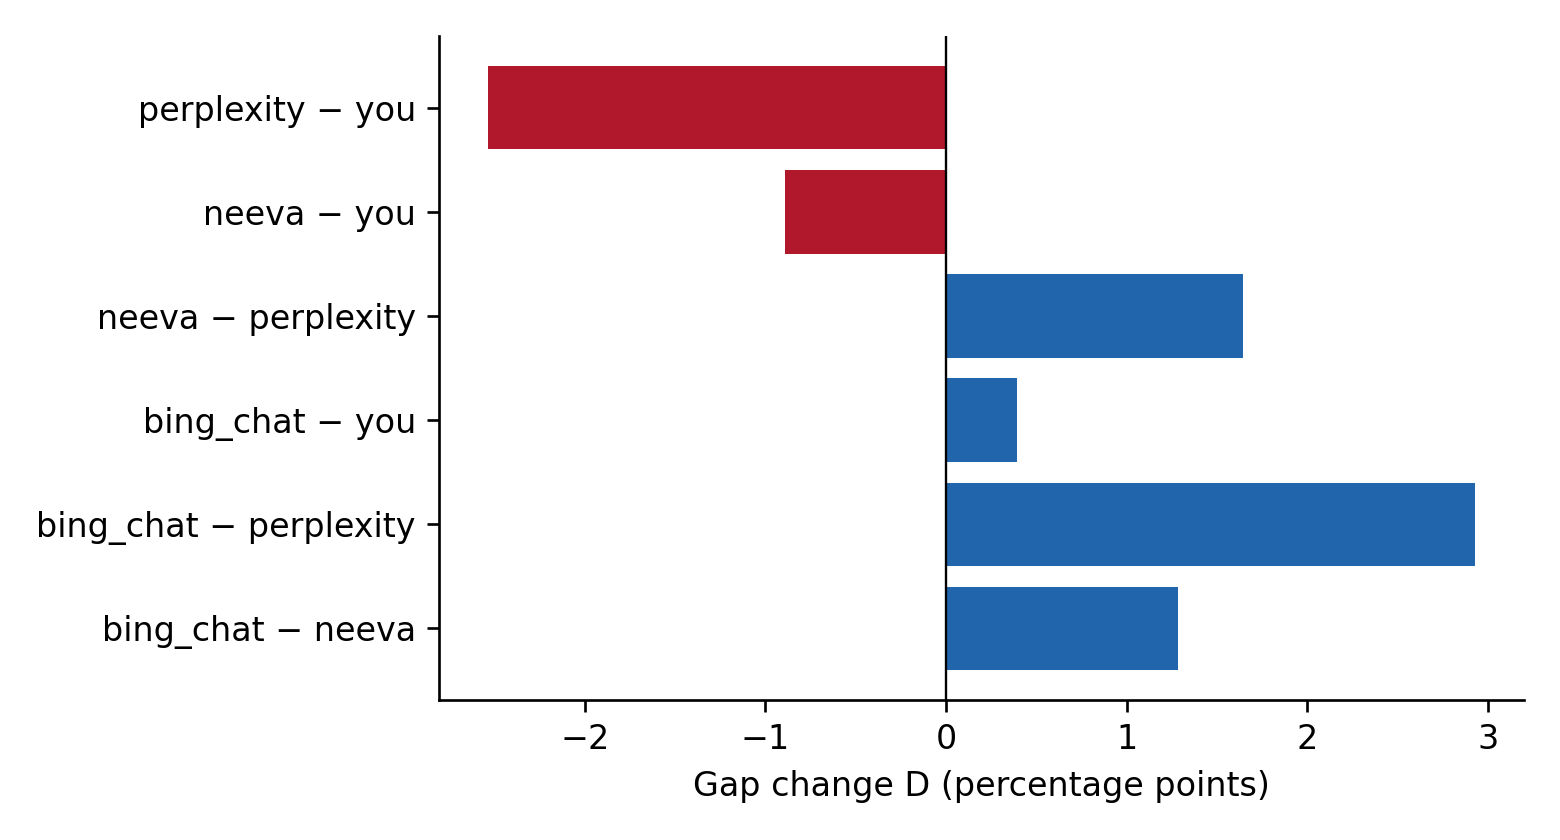 perplexity − you
neeva − you
neeva − perplexity
bing_chat − you
bing_chat − perplexity
bing_chat − neeva
−2 −1 0 1 2 3
Gap change D (percentage points)